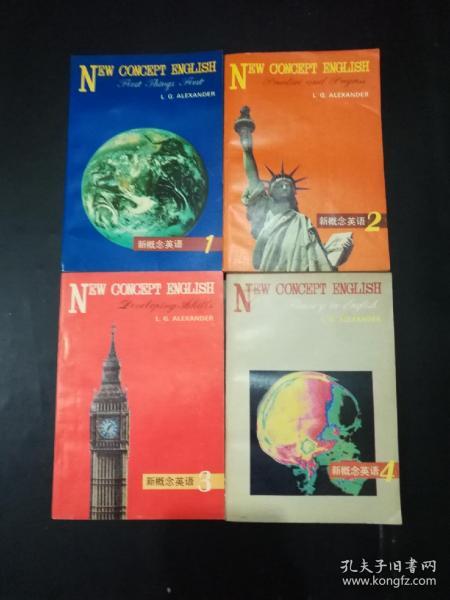 NEW CONCEPT ENGLISH
First Things First
L. G. ALEXANDER
新概念英语 1
NEW CONCEPT ENGLISH
Practice and Progress
L. G. ALEXANDER
新概念英语 2
NEW CONCEPT ENGLISH
Developing Skills
L. G. ALEXANDER
新概念英语 3
NEW CONCEPT ENGLISH
Fluency in English
L. G. ALEXANDER
新概念英语 4
孔夫子旧书网
www.kongfz.com